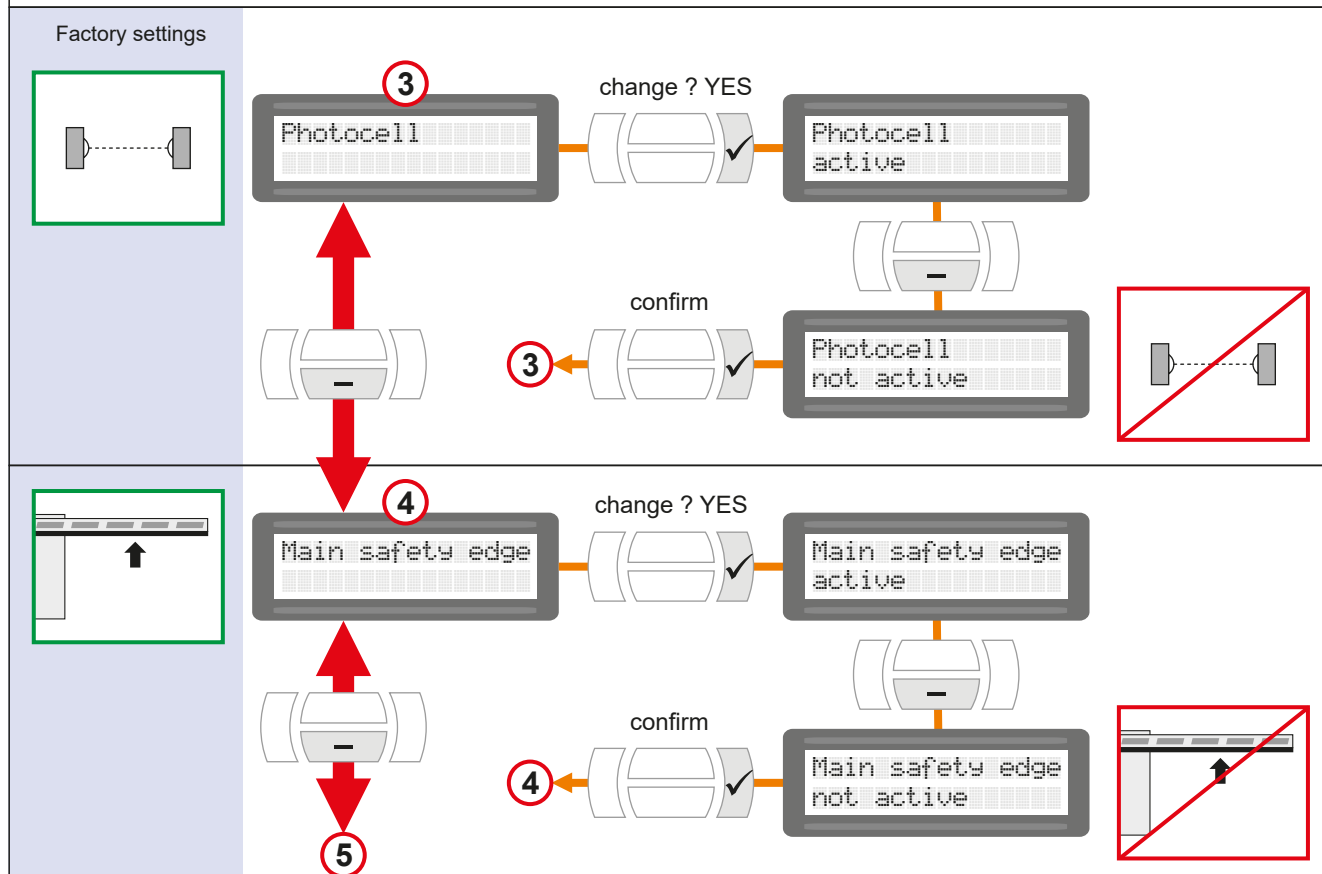 Factory settings
3
change ? YES
Photocell
Photocell
active
–
–
confirm
3
Photocell
not active
4
change ? YES
Main safety edge
Main safety edge
active
–
–
confirm
4
Main safety edge
not active
5